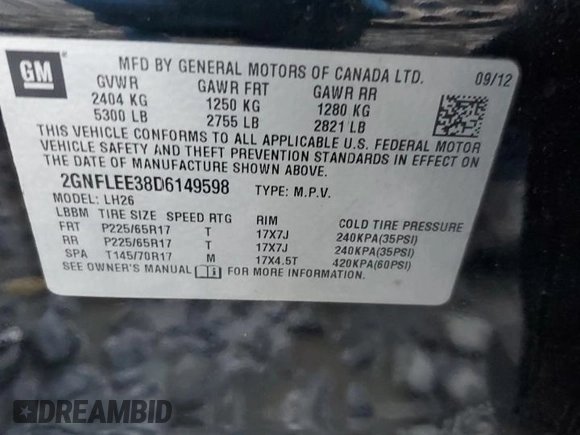 GM
MFD BY GENERAL MOTORS OF CANADA LTD. 09/12
GVWR GAWR FRT GAWR RR
2404 KG 1250 KG 1280 KG
5300 LB 2755 LB 2821 LB
THIS VEHICLE CONFORMS TO ALL APPLICABLE U.S. FEDERAL MOTOR
VEHICLE SAFETY AND THEFT PREVENTION STANDARDS IN EFFECT ON
THE DATE OF MANUFACTURE SHOWN ABOVE.
2GNFLEE38D6149598 TYPE: M.P.V.
MODEL: LH26
LBBM TIRE SIZE SPEED RTG RIM COLD TIRE PRESSURE
FRT P225/65R17 T 17X7J 240KPA(35PSI)
RR P225/65R17 T 17X7J 240KPA(35PSI)
SPA T145/70R17 M 17X4.5T 420KPA(60PSI)
SEE OWNER'S MANUAL FOR MORE INFORMATION.
DREAMBID